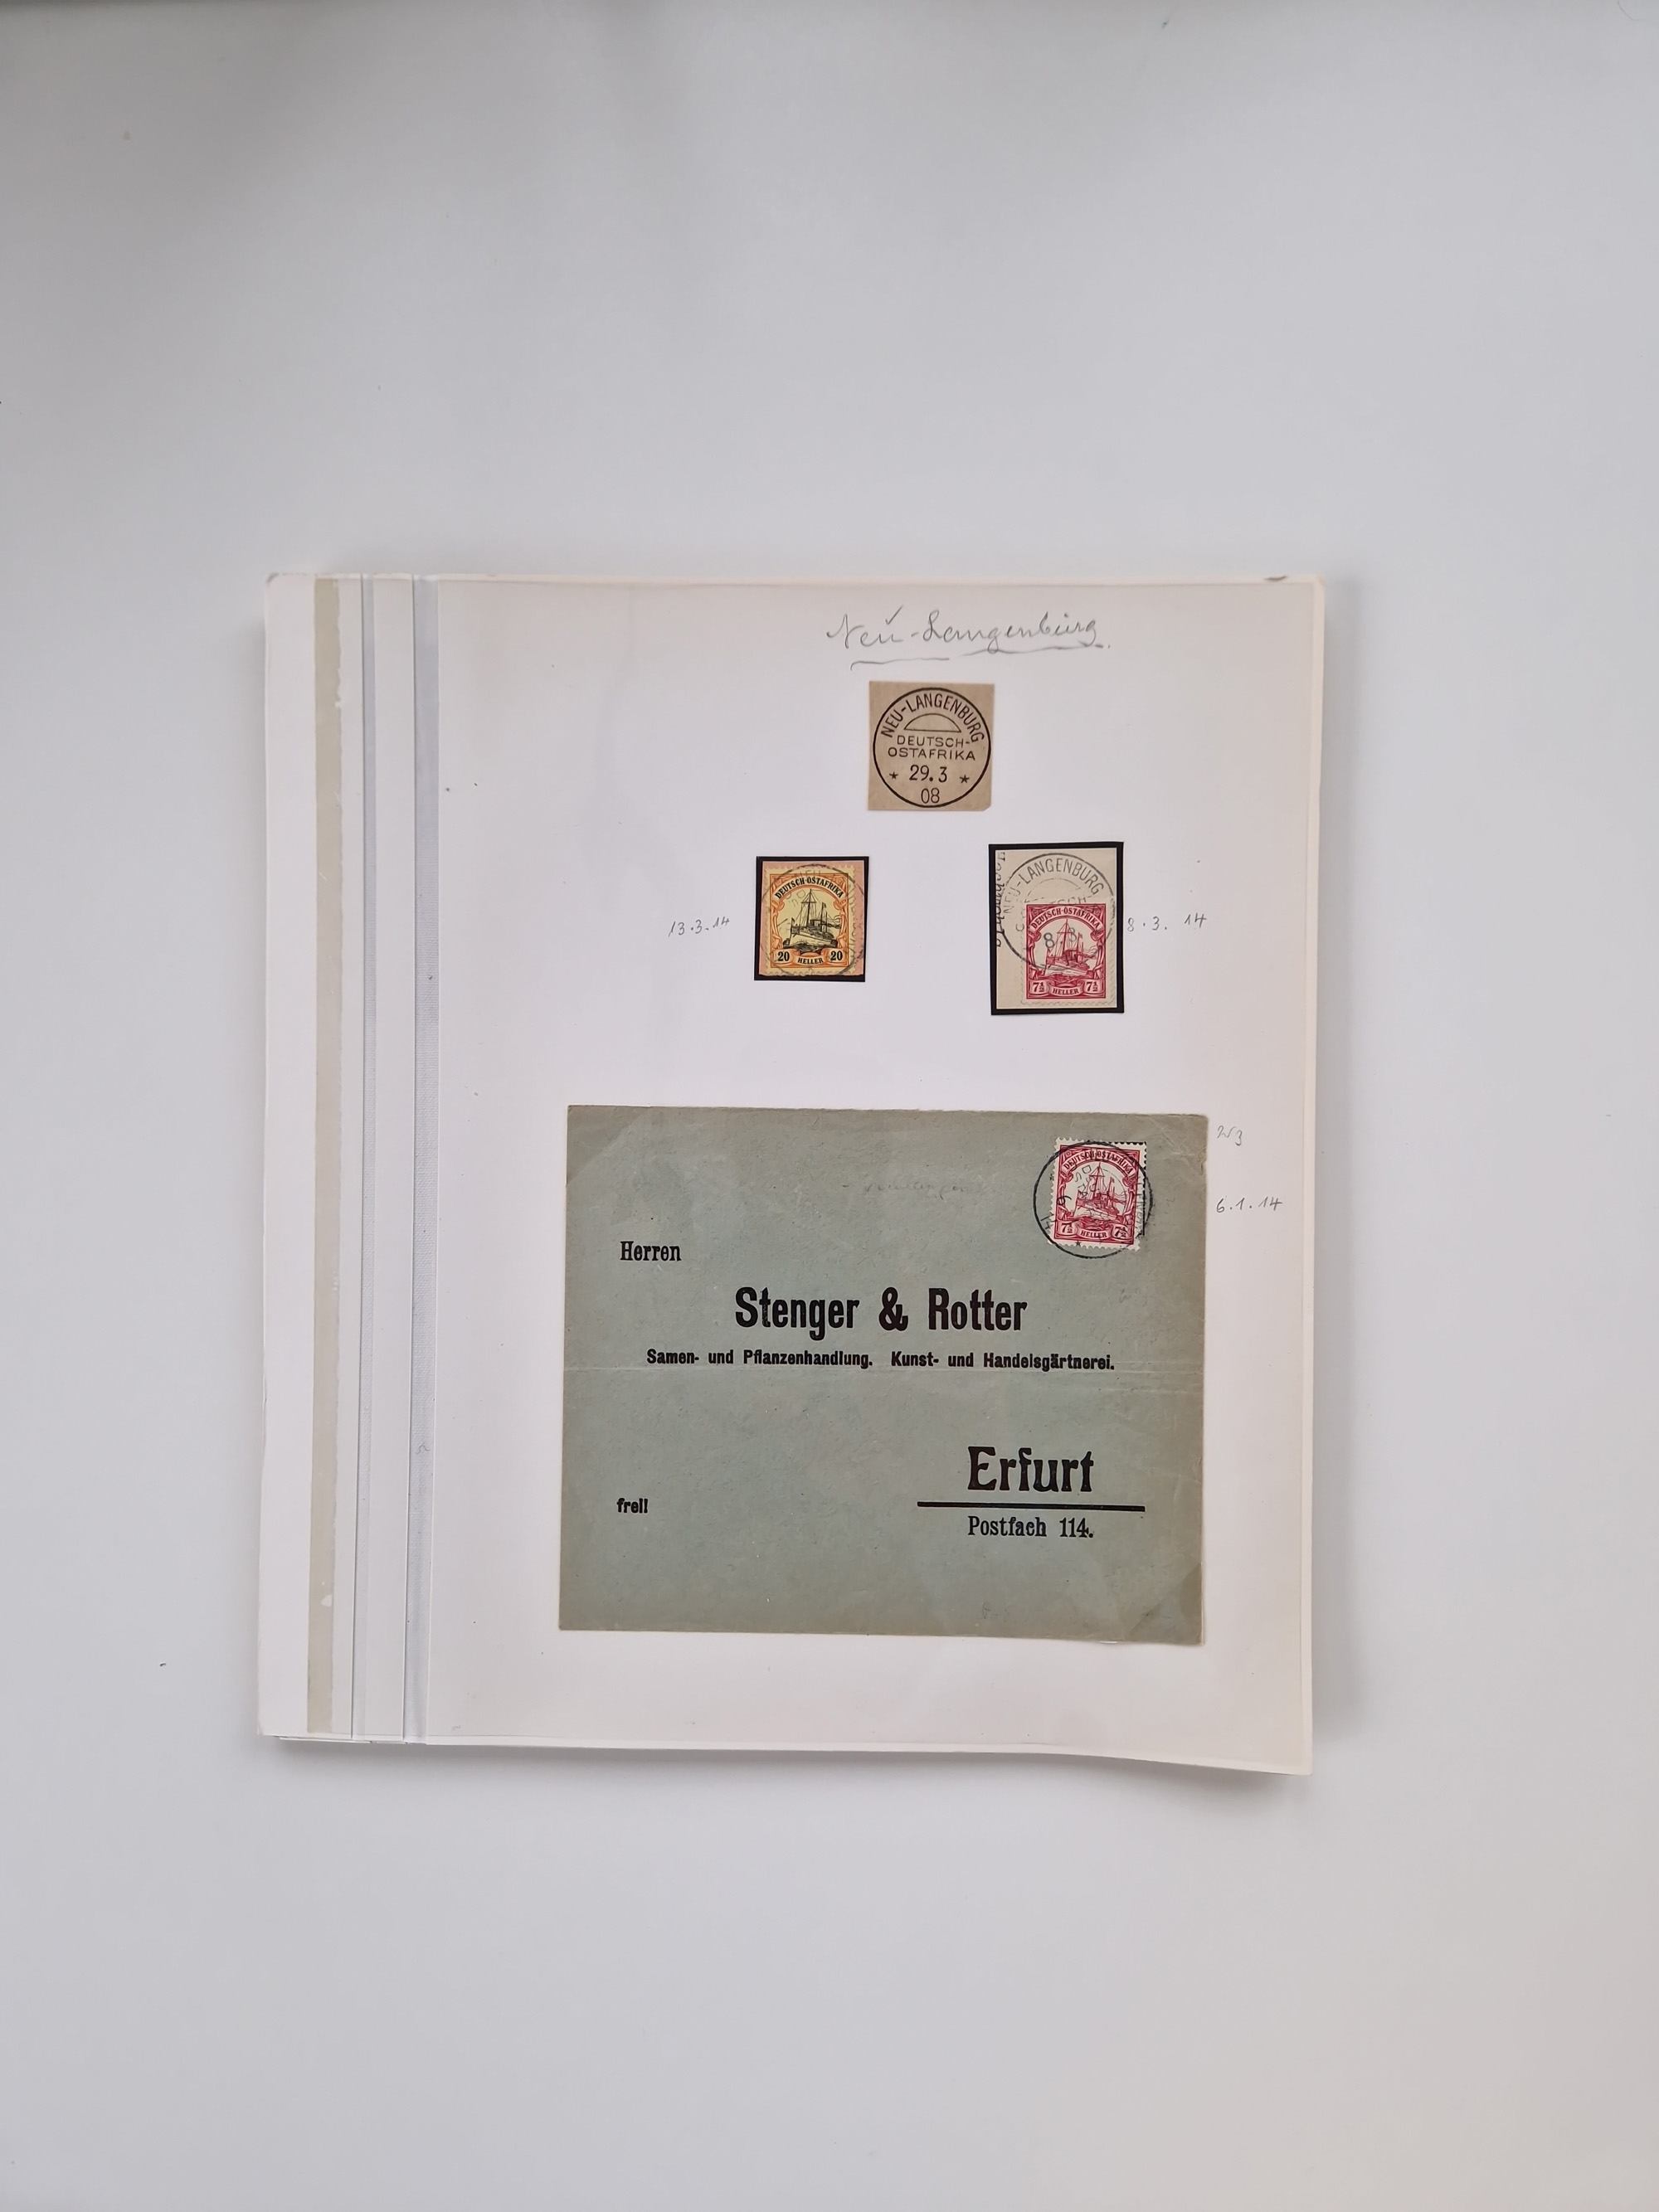 Neu-Langenburg
NEU-LANGENBURG
DEUTSCH-
OSTAFRIKA
* 29.3 *
08
13.3.14
DEUTSCH-OSTAFRIKA
20 HELLER 20
NEU-LANGENBURG
8 3
DEUTSCH-OSTAFRIKA
7½ HELLER 7½
8.3. 14
DEUTSCH-OSTAFRIKA
7½ HELLER 7½
6.1.14
Herren
Stenger & Rotter
Samen- und Pflanzenhandlung. Kunst- und Handelsgärtnerei.
Erfurt
frei!
Postfach 114.